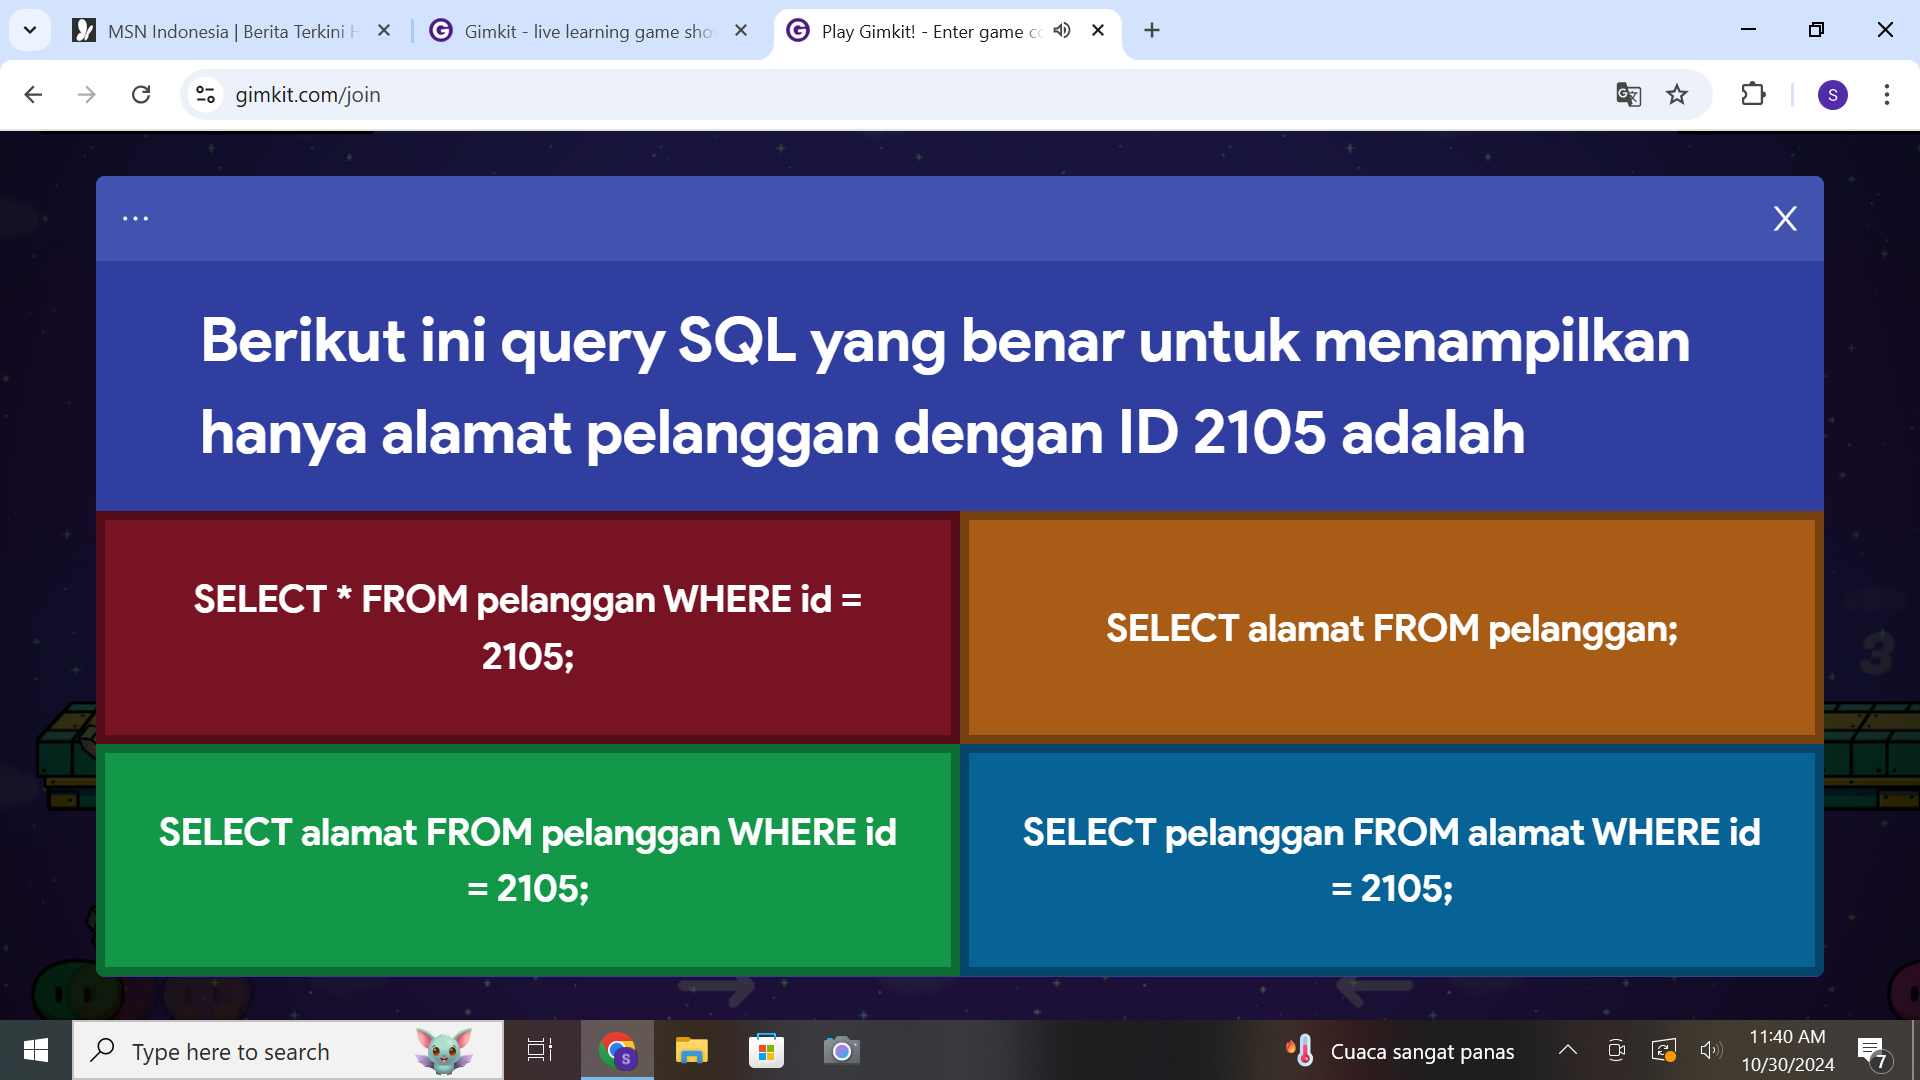 MSN Indonesia | Berita Terkini H
Gimkit - live learning game sho
Play Gimkit! - Enter game co
gimkit.com/join
S
...
X
Berikut ini query SQL yang benar untuk menampilkan
hanya alamat pelanggan dengan ID 2105 adalah
SELECT * FROM pelanggan WHERE id =
2105;
SELECT alamat FROM pelanggan;
3
SELECT alamat FROM pelanggan WHERE id
= 2105;
SELECT pelanggan FROM alamat WHERE id
= 2105;
Type here to search
S
Cuaca sangat panas
11:40 AM
10/30/2024
7